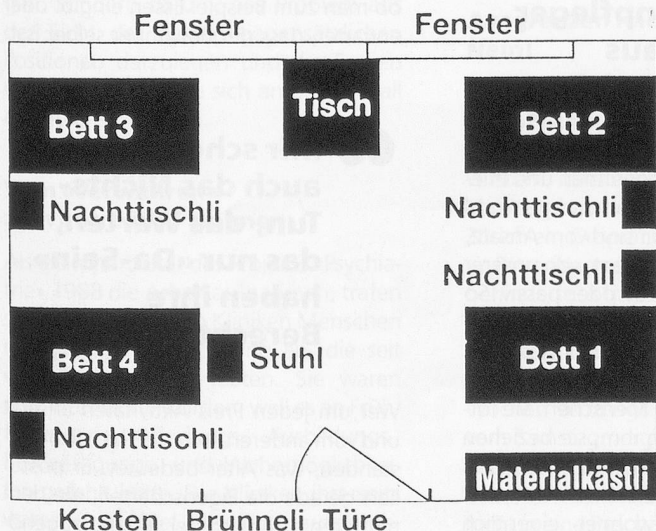 Fenster Fenster
Bett 3 Tisch Bett 2
Nachttischli Nachttischli
Nachttischli
Bett 4 Stuhl Bett 1
Nachttischli
Materialkästli
Kasten Brünneli Türe